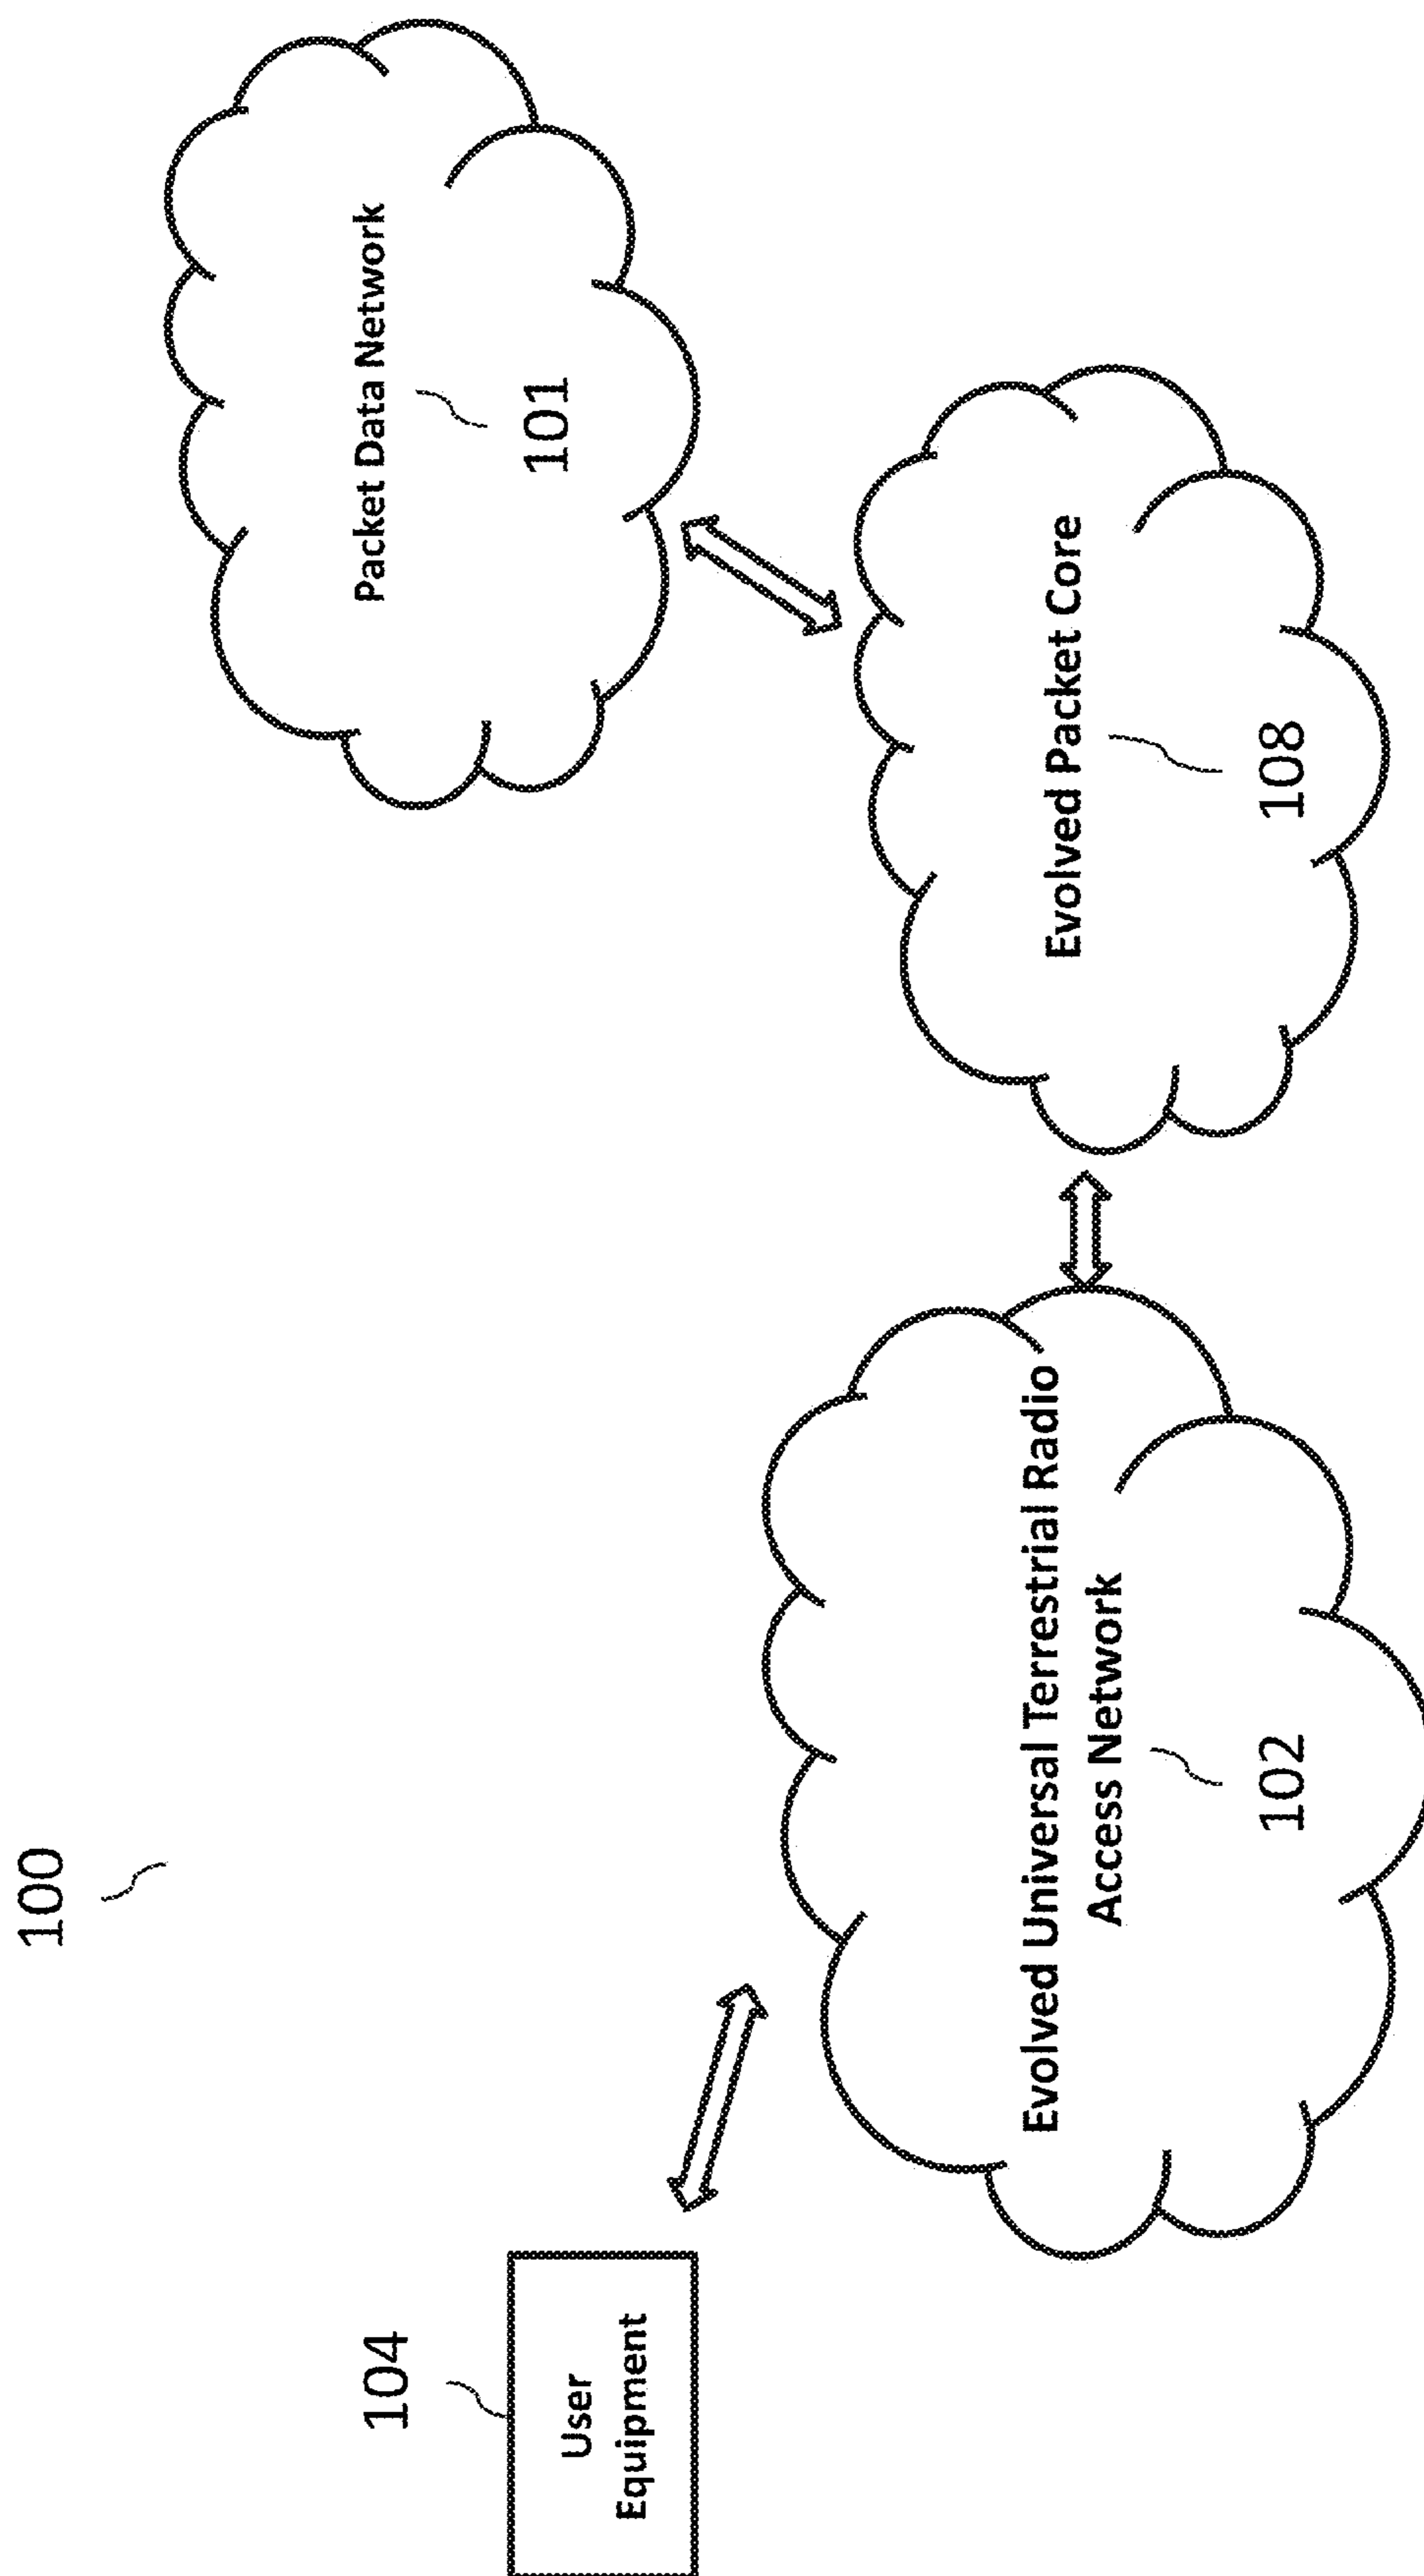 100
104
User
Equipment
Evolved Universal Terrestrial Radio
Access Network
102
Evolved Packet Core
108
Packet Data Network
101